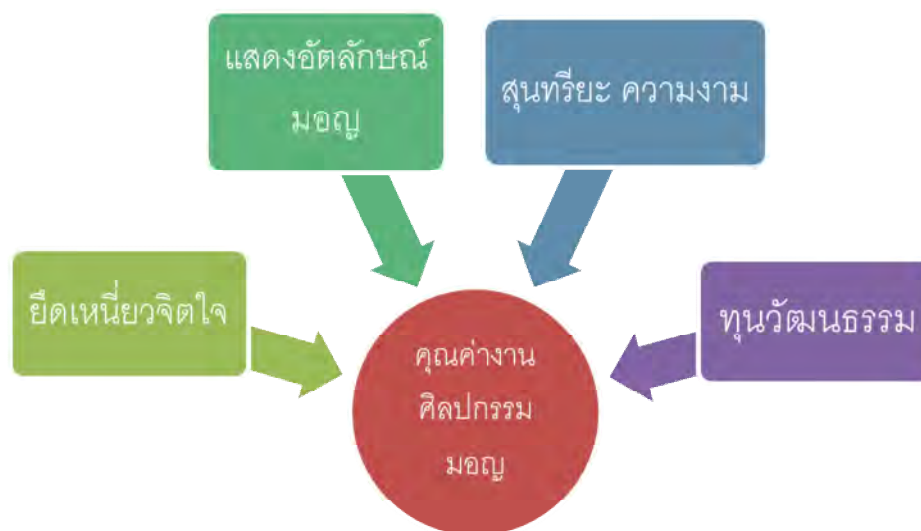 แสดงอัตลักษณ์
มอญ
สุนทรียะ ความงาม
ยึดเหนี่ยวจิตใจ
ทุนวัฒนธรรม
คุณค่างาน
ศิลปกรรม
มอญ